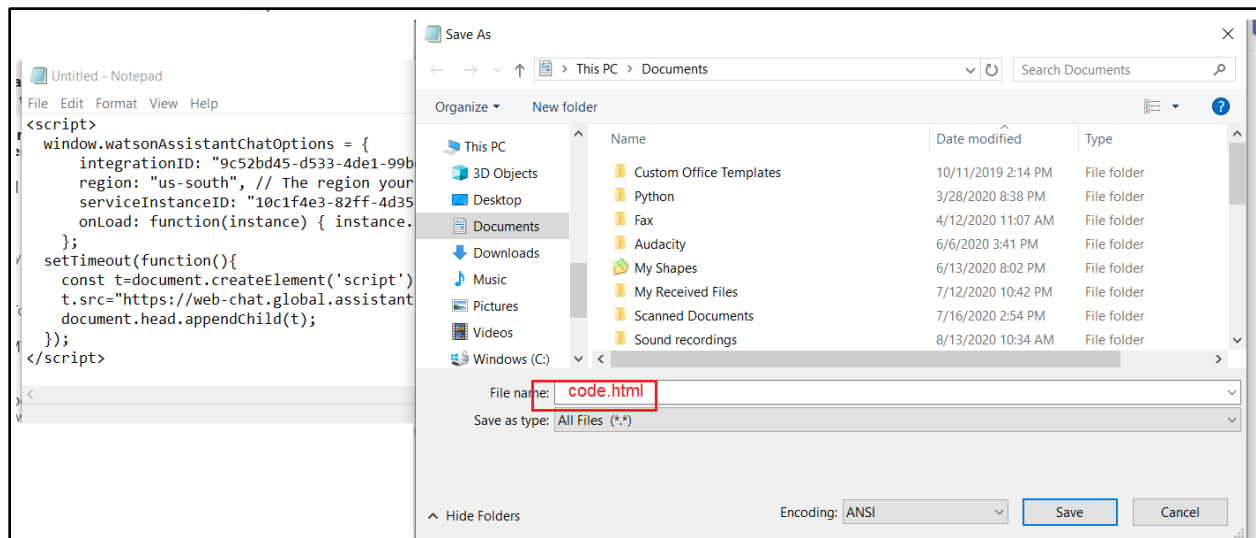 Untitled - Notepad
File Edit Format View Help
<script>
window.watsonAssistantChatOptions = {
integrationID: "9c52bd45-d533-4de1-99b
region: "us-south", // The region your
serviceInstanceID: "10c1f4e3-82ff-4d35
onLoad: function(instance) { instance.
};
setTimeout(function(){
const t=document.createElement('script')
t.src="https://web-chat.global.assistant
document.head.appendChild(t);
});
</script>
Save As
This PC > Documents
Search Documents
Organize
New folder
This PC
3D Objects
Desktop
Documents
Downloads
Music
Pictures
Videos
Windows (C:)
Name Date modified Type
Custom Office Templates 10/11/2019 2:14 PM File folder
Python 3/28/2020 8:38 PM File folder
Fax 4/12/2020 11:07 AM File folder
Audacity 6/6/2020 3:41 PM File folder
My Shapes 6/13/2020 8:02 PM File folder
My Received Files 7/12/2020 10:42 PM File folder
Scanned Documents 7/16/2020 2:54 PM File folder
Sound recordings 8/13/2020 10:34 AM File folder
File name: code.html
Save as type: All Files (*.*)
Hide Folders
Encoding: ANSI
Save
Cancel